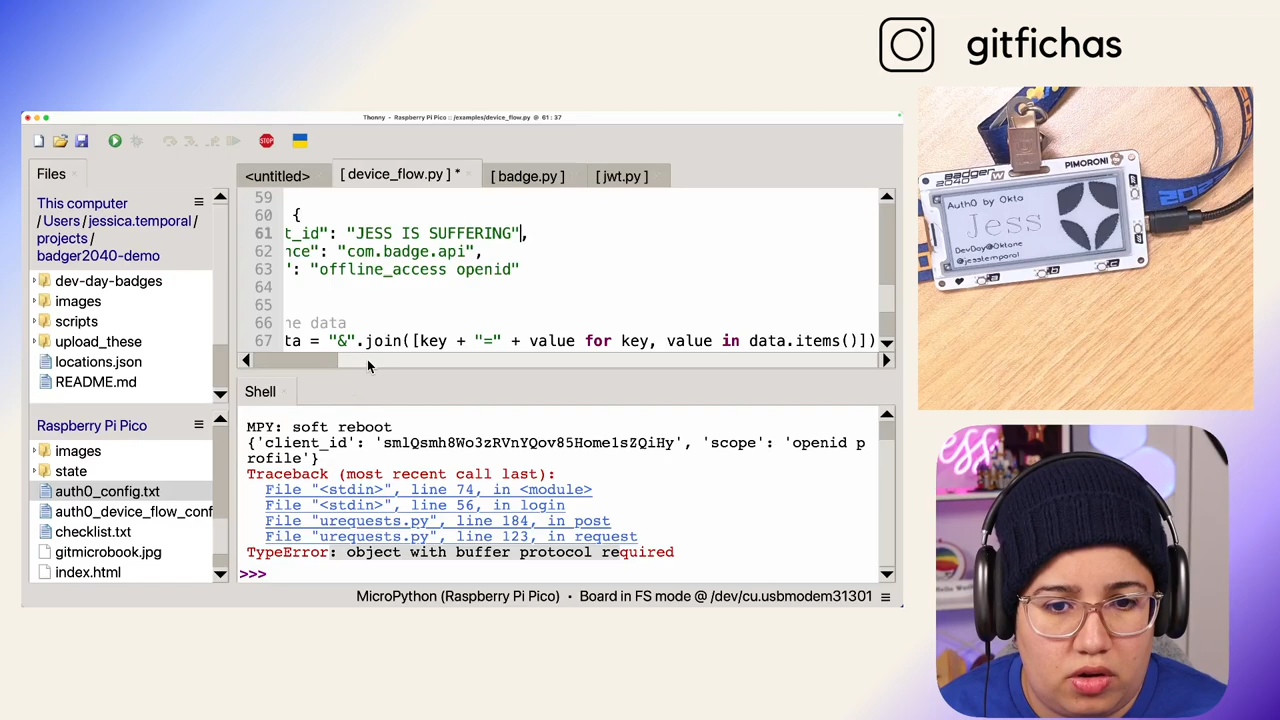 gitfichas
Thonny - Raspberry Pi Pico :: /examples/device_flow.py @ 61 : 37
STOP
Files
This computer
/ Users / jessica.temporal /
projects /
badger2040-demo
dev-day-badges
images
scripts
upload_these
locations.json
README.md
Raspberry Pi Pico
images
state
auth0_config.txt
auth0_device_flow_conf
checklist.txt
gitmicrobook.jpg
index.html
<untitled>
[ device_flow.py ] *
[ badge.py ]
[ jwt.py ]
59
60 {
61 t_id": "JESS IS SUFFERING",
62 nce": "com.badge.api",
63 ": "offline_access openid"
64
65
66 he data
67 ta = "&".join([key + "=" + value for key, value in data.items()])
Shell
MPY: soft reboot
{'client_id': 'smlQsmh8Wo3zRVnYQov85Home1sZQiHy', 'scope': 'openid p
rofile'}
Traceback (most recent call last):
File "<stdin>", line 74, in <module>
File "<stdin>", line 56, in login
File "urequests.py", line 184, in post
File "urequests.py", line 123, in request
TypeError: object with buffer protocol required
>>>
MicroPython (Raspberry Pi Pico) • Board in FS mode @ /dev/cu.usbmodem31301 ≡
PIMORONI
badger W
2040
Auth0 by Okta
Jess
DevDay@Oktane
@jesstemporal
a
b
c